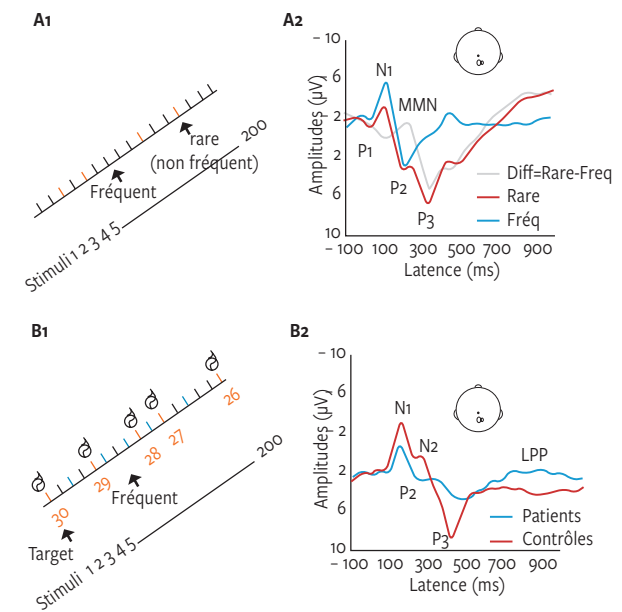 A1
rare
(non fréquent)
Fréquent
Stimuli 1 2 3 4 5
200
A2
– 10
6
2
2
6
10
Amplitudes (µV)
N1
MMN
P1
P2
P3
Diff=Rare-Freq
Rare
Fréq
– 100 100 300 500 700 900
Latence (ms)
B1
26
27
28
29
30
Fréquent
Target
Stimuli 1 2 3 4 5
200
B2
– 10
6
2
2
6
10
Amplitudes (µV)
N1
N2
P2
P3
LPP
Patients
Contrôles
– 100 100 300 500 700 900
Latence (ms)